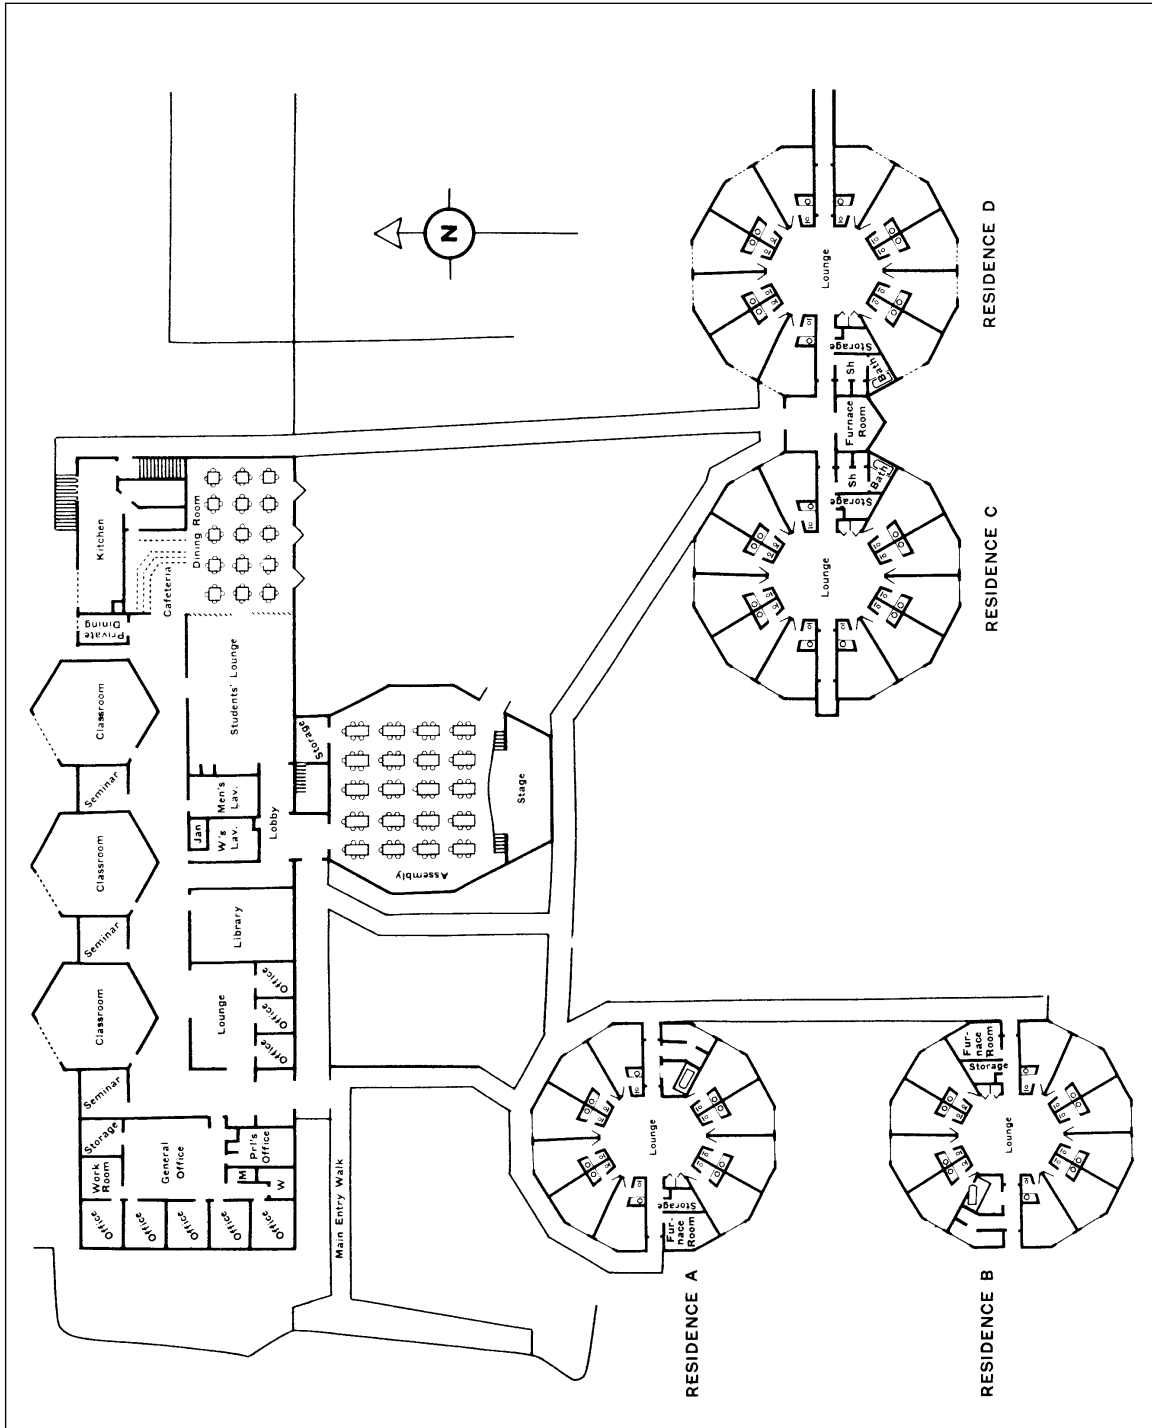 Office
Office
Office
Office
Office
Work
Room
Storage
General
Office
Pri's
Office
M
W
Seminar
Classroom
Seminar
Classroom
Seminar
Classroom
Lounge
Office
Office
Office
Library
W's
Lav.
Jan
Men's
Lav.
Lobby
Students' Lounge
Private
Dining
Kitchen
Cafeteria
Dining Room
Storage
Assembly
Stage
Main Entry Walk
N
Lounge
Storage
Fur-
nace
Room
RESIDENCE A
Fur-
nace
Room
Storage
Lounge
RESIDENCE B
Lounge
Storage
Sh
Bath
RESIDENCE C
Furnace
Room
Lounge
Storage
Sh
Bath
RESIDENCE D